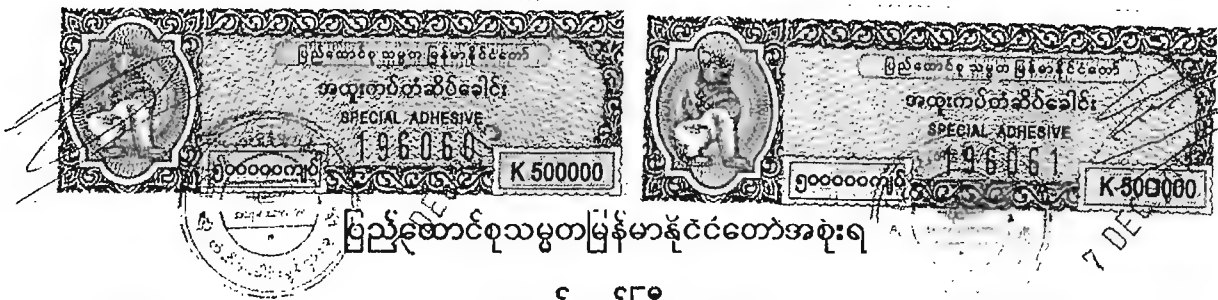 ပြည်ထောင်စု သမ္မတ မြန်မာနိုင်ငံတော်
အထူးကပ်တံဆိပ်ခေါင်း
SPECIAL ADHESIVE
196060
၅၀၀၀၀၀ကျပ်
K 500000
ပြည်ထောင်စု သမ္မတ မြန်မာနိုင်ငံတော်
အထူးကပ်တံဆိပ်ခေါင်း
SPECIAL ADHESIVE
196061
၅၀၀၀၀၀ကျပ်
K 500000
7 DEC
ပြည်ထောင်စုသမ္မတမြန်မာနိုင်ငံတော်အစိုးရ